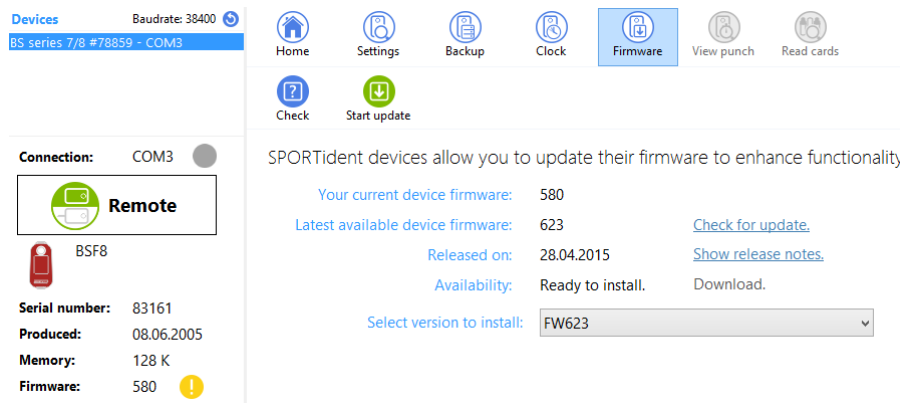 Devices Baudrate: 38400
BS series 7/8 #78859 - COM3
Home Settings Backup Clock Firmware View punch Read cards
Check Start update
Connection: COM3
Remote
BSF8
Serial number: 83161
Produced: 08.06.2005
Memory: 128 K
Firmware: 580
SPORTident devices allow you to update their firmware to enhance functionality
Your current device firmware: 580
Latest available device firmware: 623 Check for update.
Released on: 28.04.2015 Show release notes.
Availability: Ready to install. Download.
Select version to install: FW623